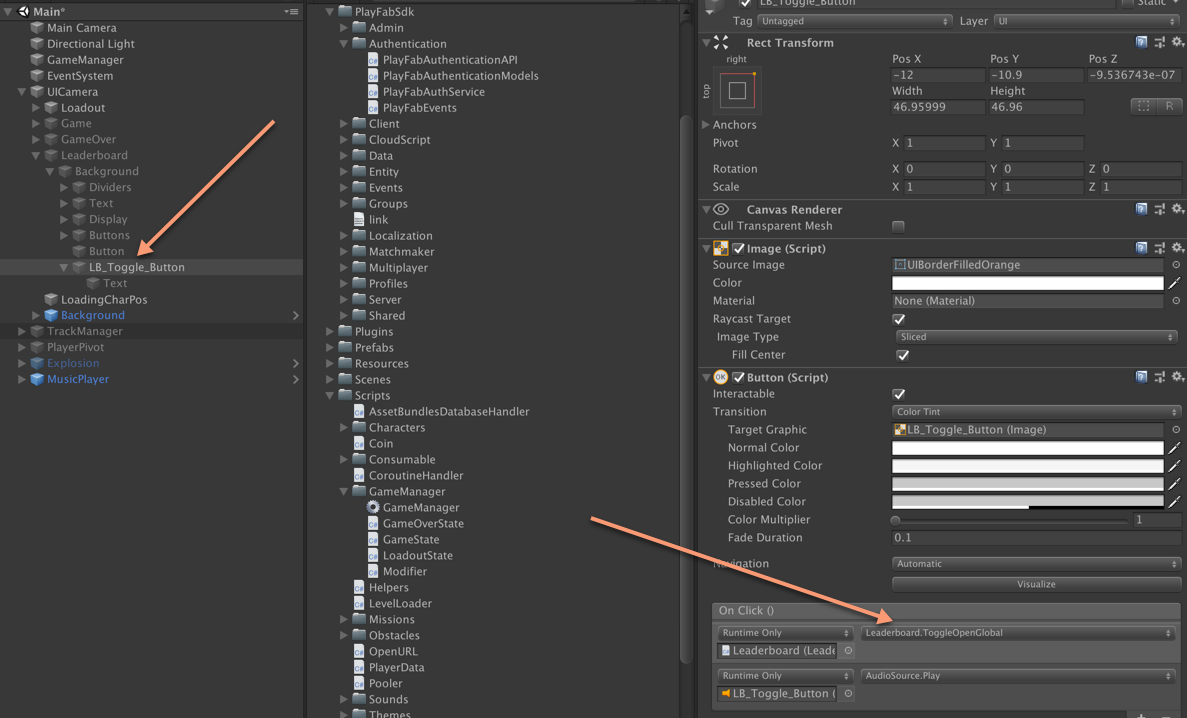 Main*
Main Camera
Directional Light
GameManager
EventSystem
UICamera
Loadout
Game
GameOver
Leaderboard
Background
Dividers
Text
Display
Buttons
Button
LB_Toggle_Button
Text
LoadingCharPos
Background
TrackManager
PlayerPivot
Explosion
MusicPlayer
PlayFabSdk
Admin
Authentication
PlayFabAuthenticationAPI
PlayFabAuthenticationModels
PlayFabAuthService
PlayFabEvents
Client
CloudScript
Data
Entity
Events
Groups
link
Localization
Matchmaker
Multiplayer
Profiles
Server
Shared
Plugins
Prefabs
Resources
Scenes
Scripts
AssetBundlesDatabaseHandler
Characters
Coin
Consumable
CoroutineHandler
GameManager
GameManager
GameOverState
GameState
LoadoutState
Modifier
Helpers
LevelLoader
Missions
Obstacles
OpenURL
PlayerData
Pooler
Sounds
Themes
LB_Toggle_Button Static
Tag Untagged Layer UI
Rect Transform
right
top
Pos X Pos Y Pos Z
-12 -10.9 -9.536743e-07
Width Height
46.95999 46.96
R
Anchors
Pivot X 1 Y 1
Rotation X 0 Y 0 Z 0
Scale X 1 Y 1 Z 1
Canvas Renderer
Cull Transparent Mesh
Image (Script)
Source Image UIBorderFilledOrange
Color
Material None (Material)
Raycast Target
Image Type Sliced
Fill Center
OK Button (Script)
Interactable
Transition Color Tint
Target Graphic LB_Toggle_Button (Image)
Normal Color
Highlighted Color
Pressed Color
Disabled Color
Color Multiplier 1
Fade Duration 0.1
Navigation Automatic
Visualize
On Click ()
Runtime Only Leaderboard.ToggleOpenGlobal
Leaderboard (Leade
Runtime Only AudioSource.Play
LB_Toggle_Button (